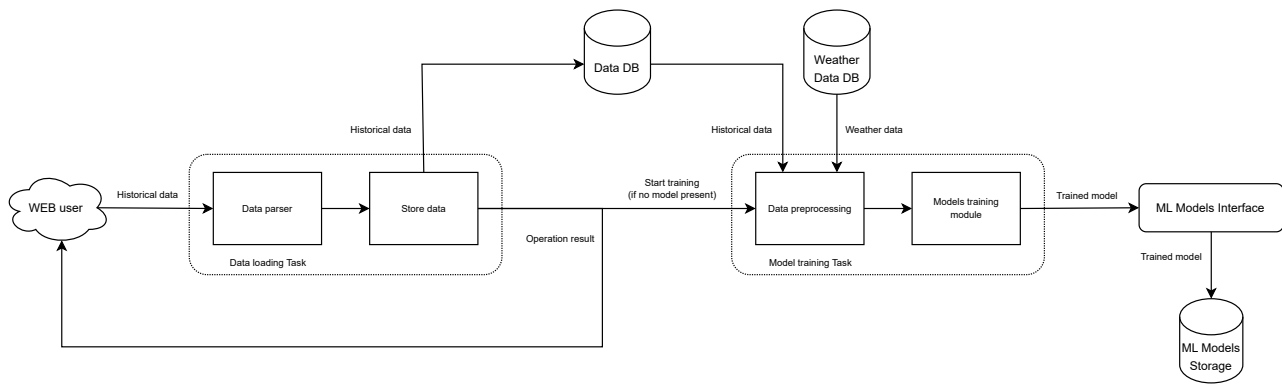 Data DB
Weather
Data DB
Historical data
Historical data
Weather data
WEB user
Historical data
Data parser
Store data
Start training
(if no model present)
Data preprocessing
Models training
module
Trained model
ML Models Interface
Operation result
Data loading Task
Model training Task
Trained model
ML Models
Storage